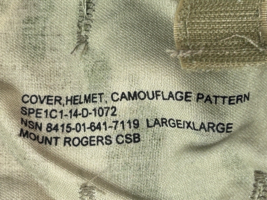 COVER, HELMET, CAMOUFLAGE PATTERN
SPE1C1-14-D-1072
NSN 8415-01-641-7119 LARGE/XLARGE
MOUNT ROGERS CSB